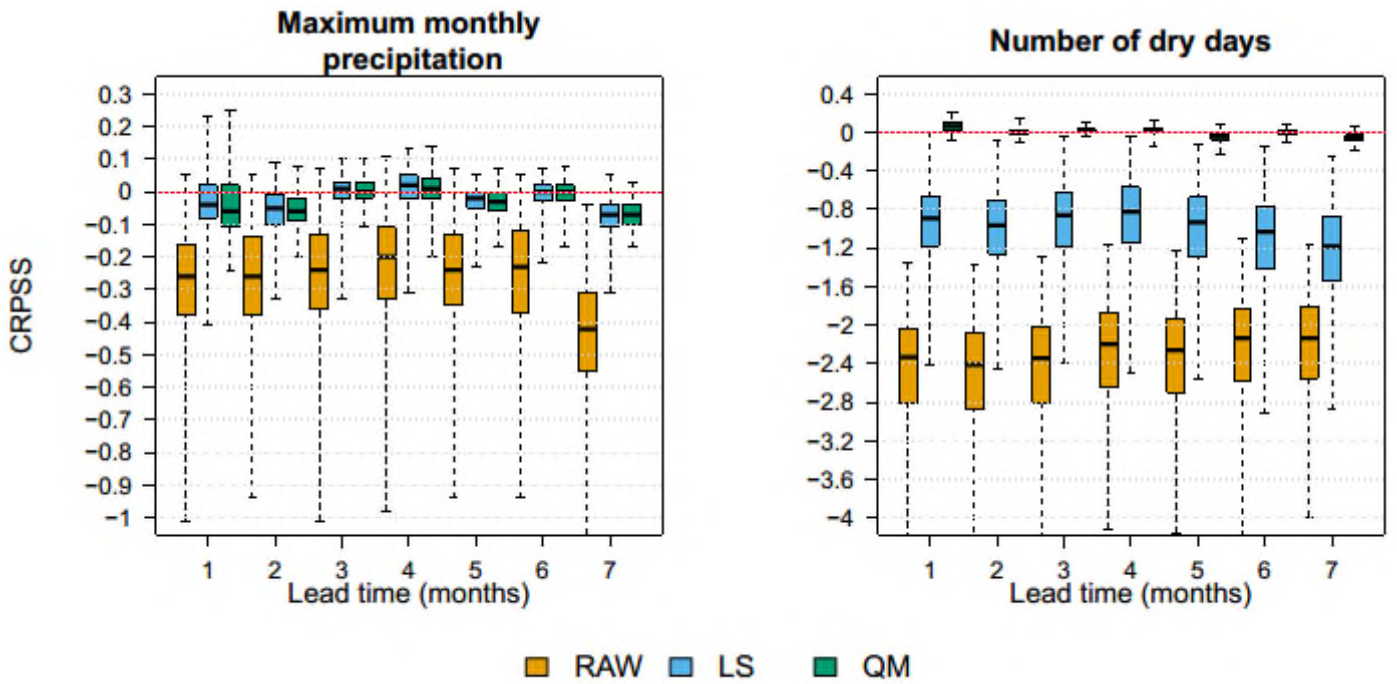 Maximum monthly
precipitation
CRPSS
0.3
0.2
0.1
0
−0.1
−0.2
−0.3
−0.4
−0.5
−0.6
−0.7
−0.8
−0.9
−1
1 2 3 4 5 6 7
Lead time (months)
Number of dry days
0.4
0
−0.4
−0.8
−1.2
−1.6
−2
−2.4
−2.8
−3.2
−3.6
−4
1 2 3 4 5 6 7
Lead time (months)
RAW LS QM